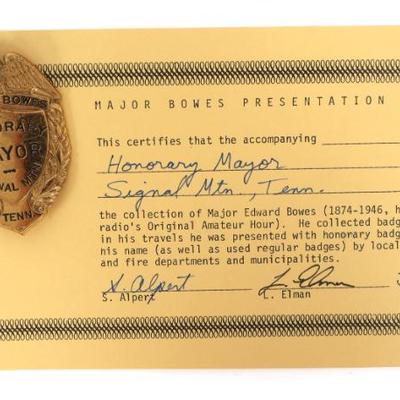 BOWES
MAYOR
TENN
MAJOR BOWES PRESENTATION
This certifies that the accompanying
Honorary Mayor
Signal Mtn., Tenn.
the collection of Major Edward Bowes (1874-1946, h
radio's Original Amateur Hour). He collected badg
in his travels he was presented with honorary badg
his name (as well as used regular badges) by local
and fire departments and municipalities.
S. Alpert L. Elman
S. Alpert L. Elman